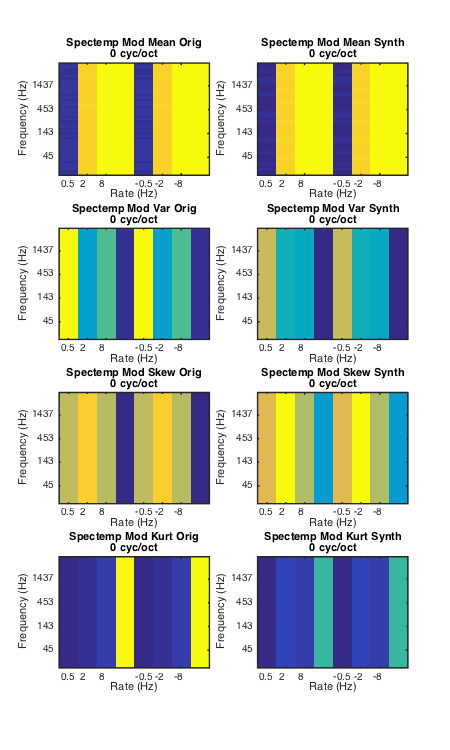 Spectemp Mod Mean Orig
0 cyc/oct
Frequency (Hz)
1437
453
143
45
0.5 2 8 -0.5 -2 -8
Rate (Hz)
Spectemp Mod Mean Synth
0 cyc/oct
Frequency (Hz)
1437
453
143
45
0.5 2 8 -0.5 -2 -8
Rate (Hz)
Spectemp Mod Var Orig
0 cyc/oct
Frequency (Hz)
1437
453
143
45
0.5 2 8 -0.5 -2 -8
Rate (Hz)
Spectemp Mod Var Synth
0 cyc/oct
Frequency (Hz)
1437
453
143
45
0.5 2 8 -0.5 -2 -8
Rate (Hz)
Spectemp Mod Skew Orig
0 cyc/oct
Frequency (Hz)
1437
453
143
45
0.5 2 8 -0.5 -2 -8
Rate (Hz)
Spectemp Mod Skew Synth
0 cyc/oct
Frequency (Hz)
1437
453
143
45
0.5 2 8 -0.5 -2 -8
Rate (Hz)
Spectemp Mod Kurt Orig
0 cyc/oct
Frequency (Hz)
1437
453
143
45
0.5 2 8 -0.5 -2 -8
Rate (Hz)
Spectemp Mod Kurt Synth
0 cyc/oct
Frequency (Hz)
1437
453
143
45
0.5 2 8 -0.5 -2 -8
Rate (Hz)